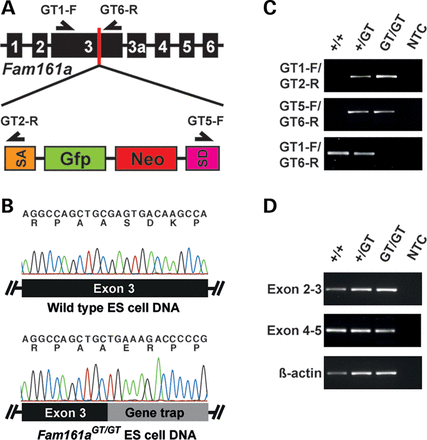 A
GT1-F GT6-R
1 2 3 3a 4 5 6
Fam161a
GT2-R GT5-F
SA Gfp Neo SD
B
AGGCCAGCTGCGAGTGACAAGCCA
R P A A S D K P
Exon 3
Wild type ES cell DNA
AGGCCAGCTGCTGAAAGACCCCCG
R P A A E R P P
Exon 3 Gene trap
Fam161aGT/GT ES cell DNA
C
+/+ +/GT GT/GT NTC
GT1-F/
GT2-R
GT5-F/
GT6-R
GT1-F/
GT6-R
D
+/+ +/GT GT/GT NTC
Exon 2-3
Exon 4-5
ß-actin